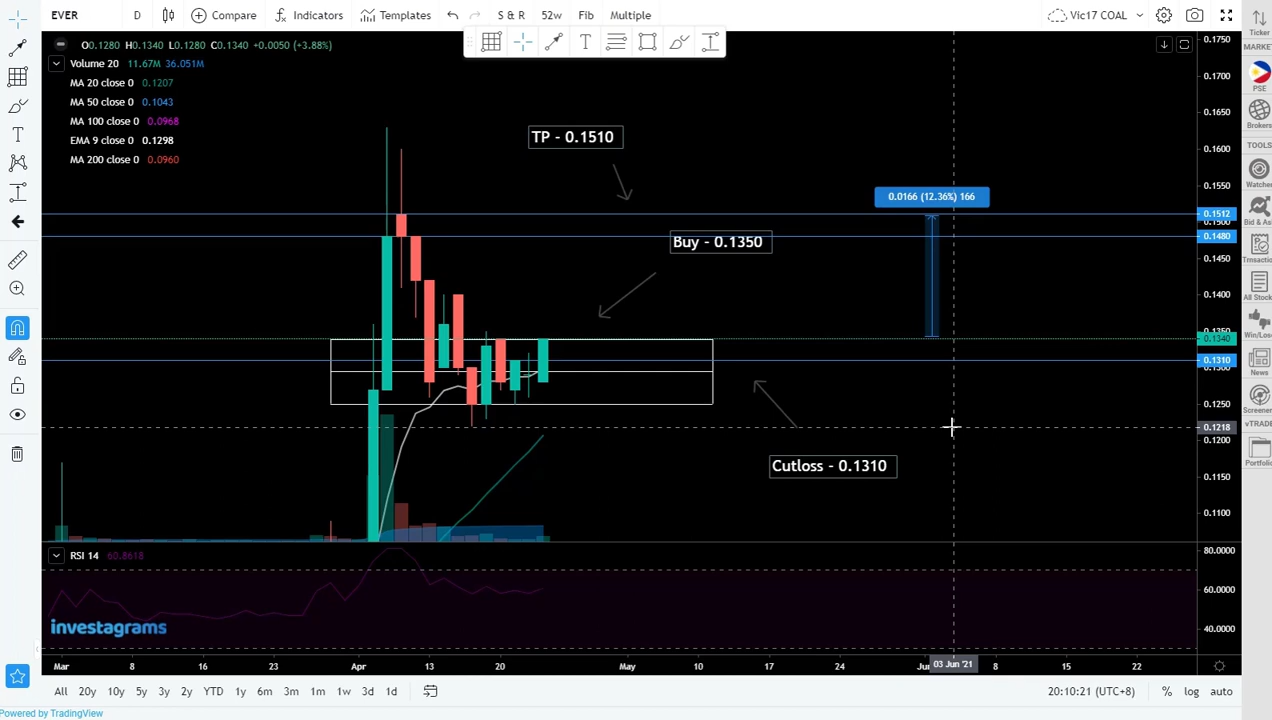 EVER D Compare Indicators Templates S & R 52w Fib Multiple Vic17 COAL
O0.1280 H0.1340 L0.1280 C0.1340 +0.0050 (+3.88%)
Volume 20 11.67M 36.051M
MA 20 close 0 0.1207
MA 50 close 0 0.1043
MA 100 close 0 0.0968
EMA 9 close 0 0.1298
MA 200 close 0 0.0960
TP - 0.1510
0.0166 (12.36%) 166
Buy - 0.1350
Cutloss - 0.1310
0.1750
0.1700
0.1650
0.1600
0.1550
0.1512
0.1500
0.1480
0.1450
0.1400
0.1350
0.1340
0.1310
0.1300
0.1250
0.1218
0.1200
0.1150
0.1100
RSI 14 60.8618
80.0000
60.0000
40.0000
investagrams
Mar 8 16 23 Apr 13 20 May 10 17 24 Jun 03 Jun '21 8 15 22
All 20y 10y 5y 3y 2y YTD 1y 6m 3m 1m 1w 3d 1d 20:10:21 (UTC+8) % log auto
Powered by TradingView
Ticker
MARKE
PSE
Brokers
TOOLS
Watcher
Bid & As
All Stock
Win/Los
News
Screener
vTRADE
Portfolio